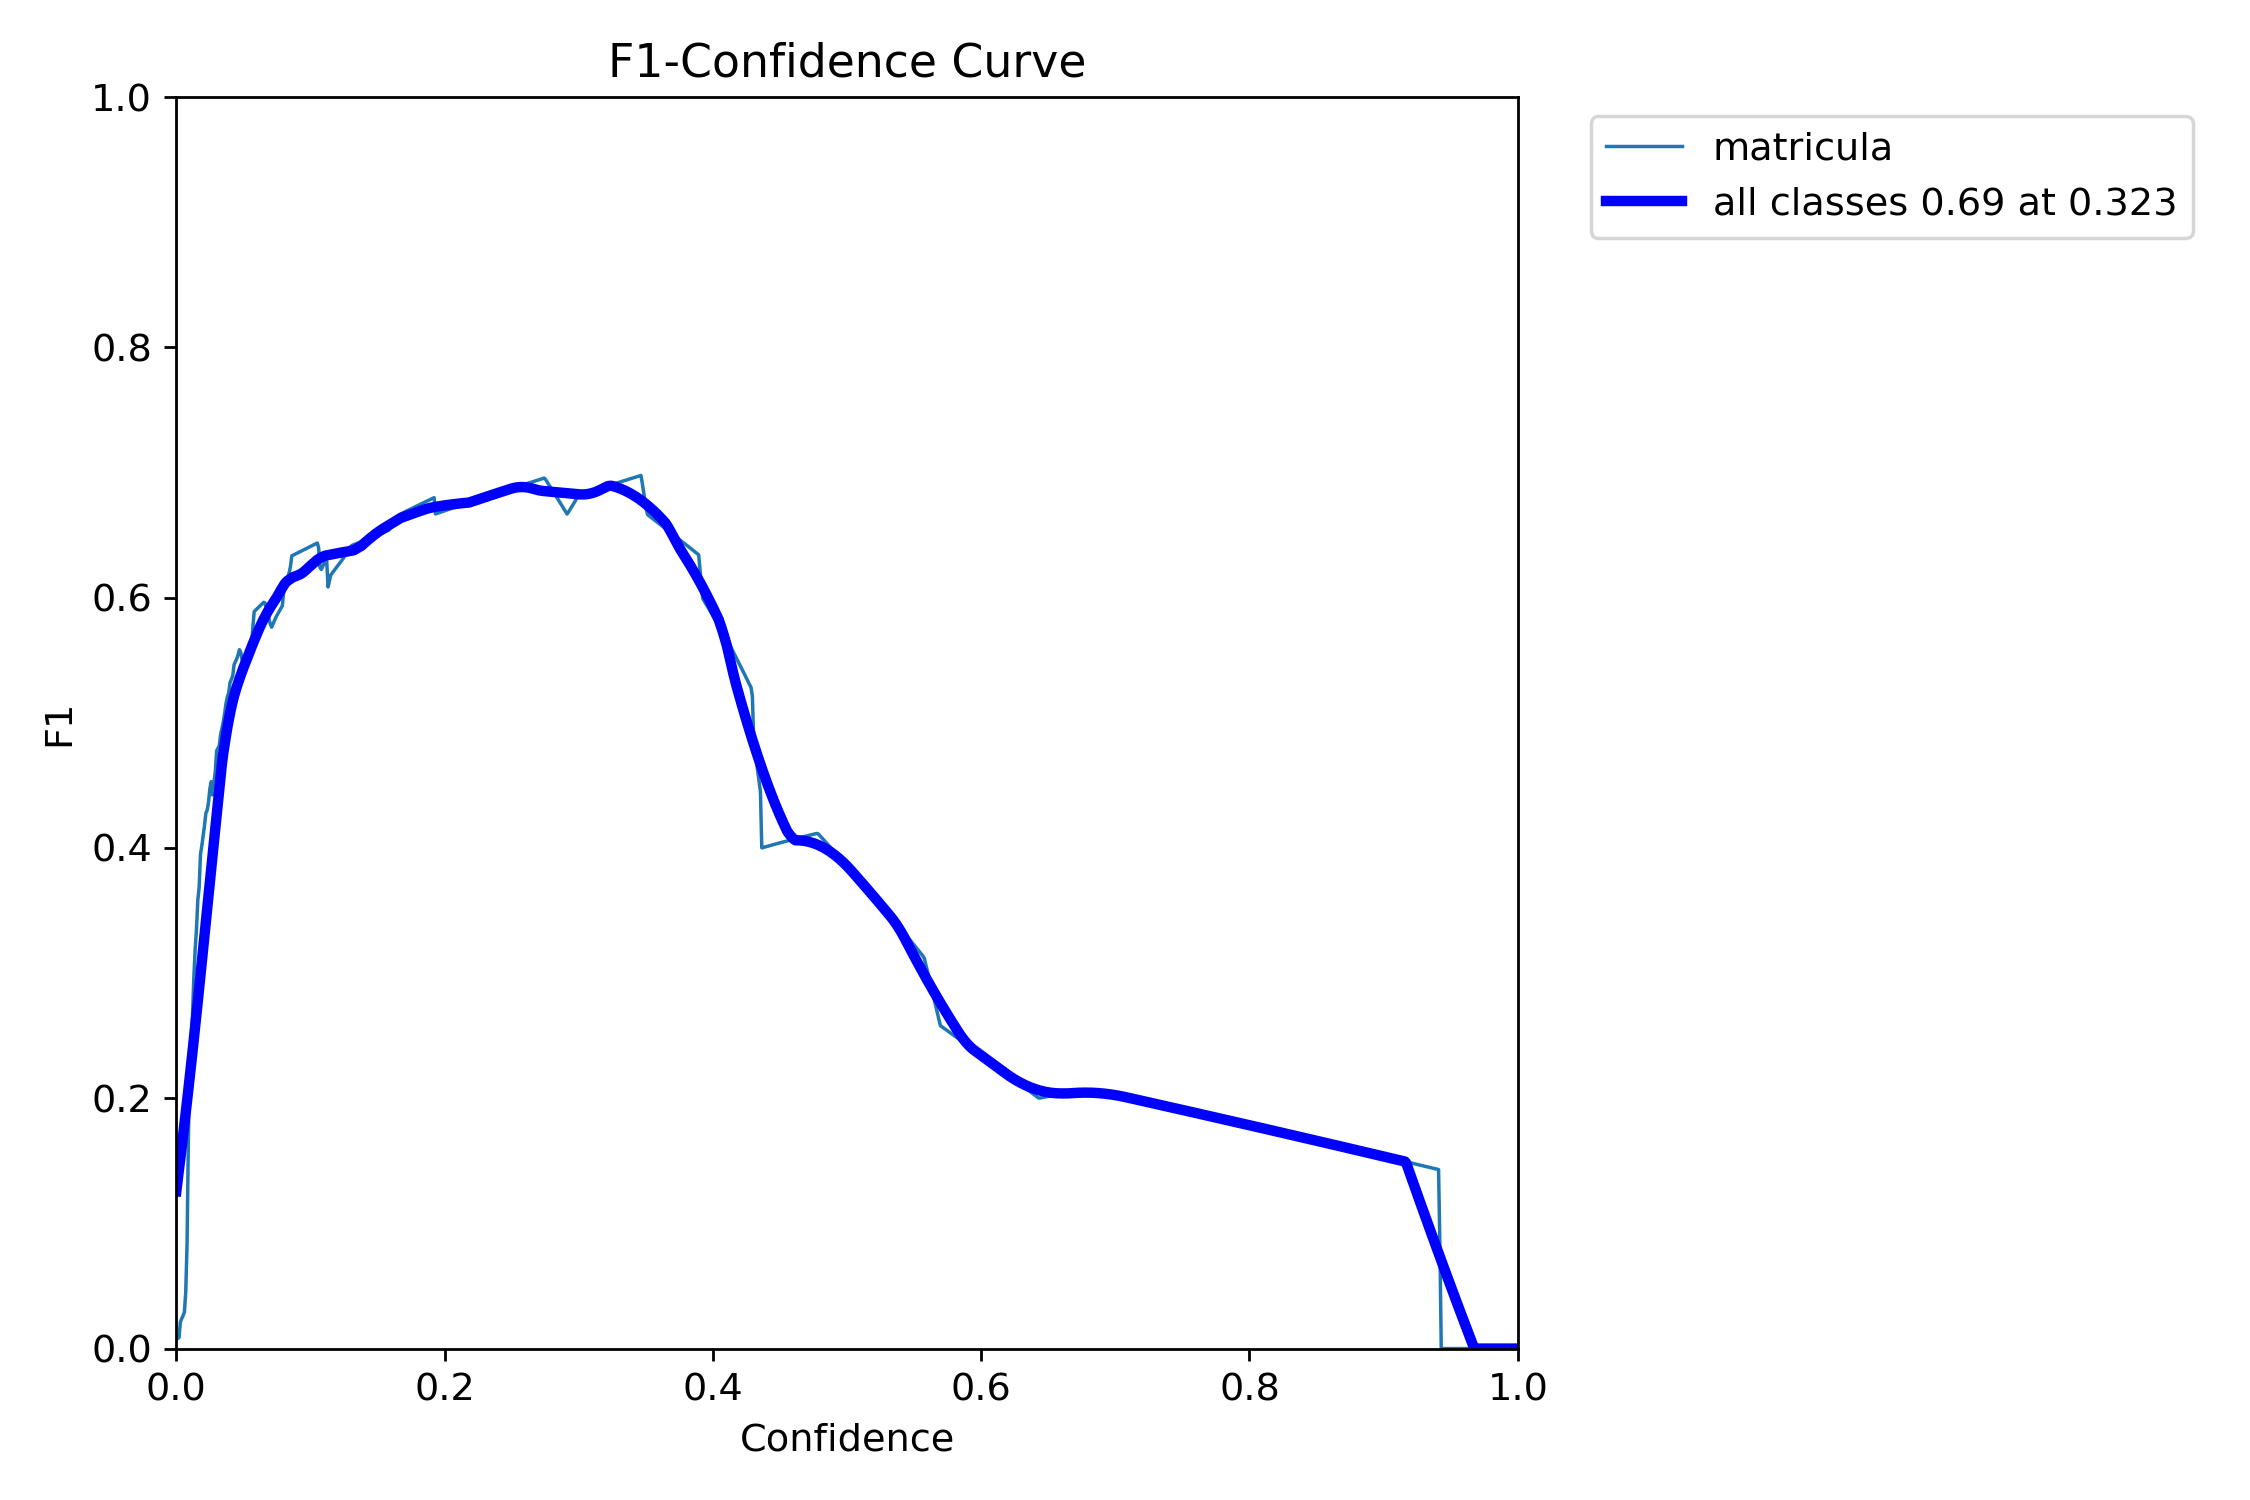 F1-Confidence Curve
matricula
all classes 0.69 at 0.323
1.0
0.8
0.6
0.4
0.2
0.0
F1
0.0 0.2 0.4 0.6 0.8 1.0
Confidence